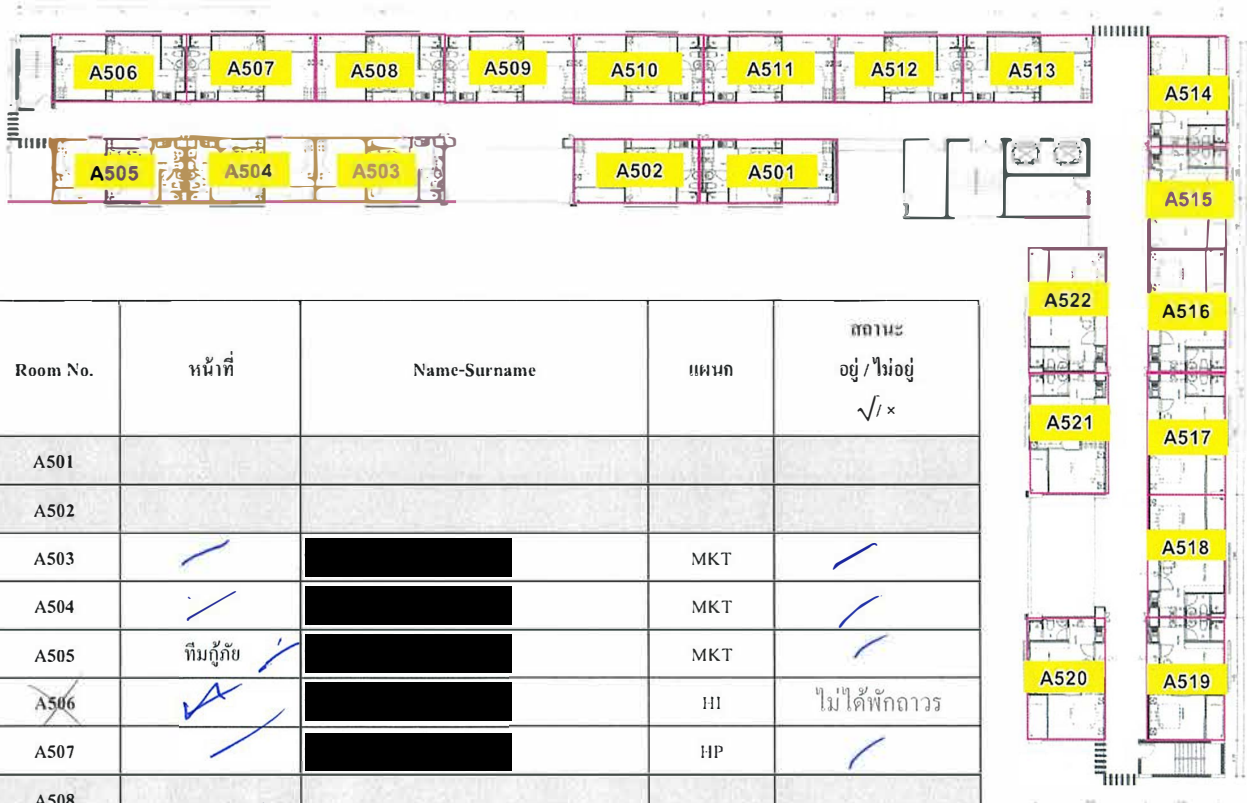 A506 A507 A508 A509 A510 A511 A512 A513
A514
A505 A504 A503 A502 A501
A515
A522
A516
A521
A517
A518
A520
A519
Room No. หน้าที่ Name-Surname แผนก สถานะ
อยู่ / ไม่อยู่
√/ ×
A501
A502
A503 MKT
A504 MKT
A505 ทีมกู้ภัย MKT
A506 HI ไม่ได้พักถาวร
A507 HP
A508